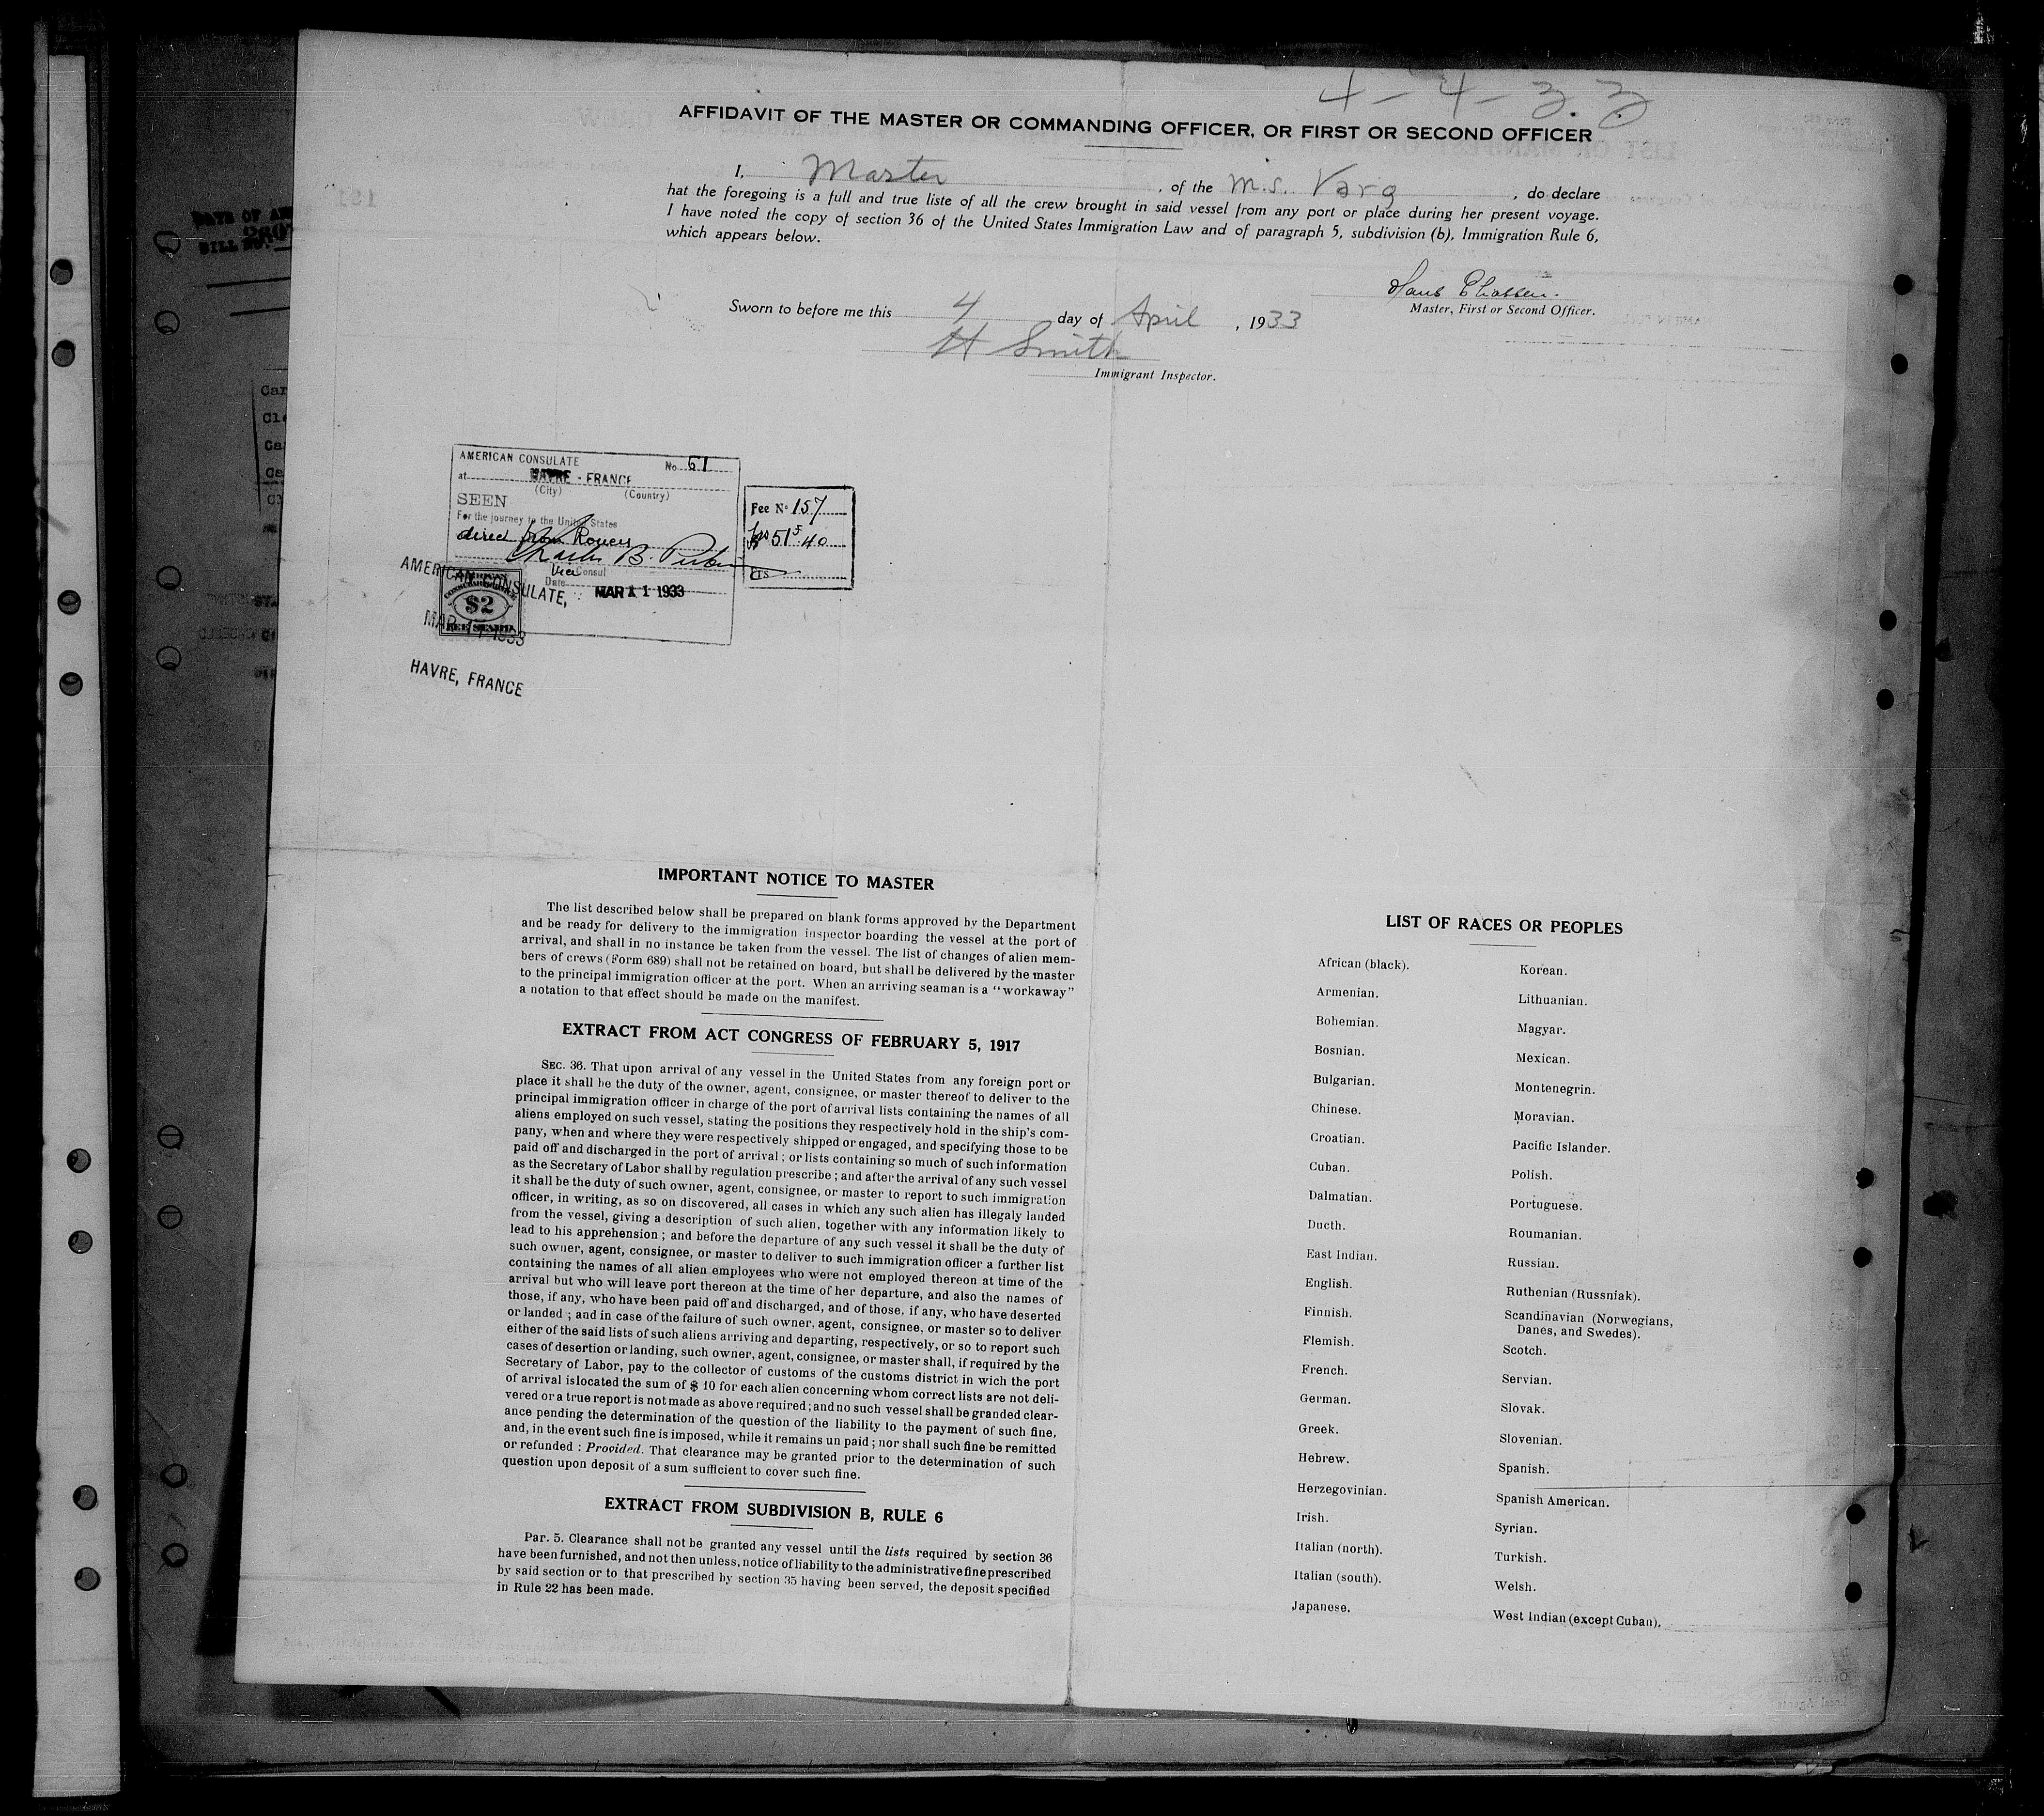 4-4-33
AFFIDAVIT OF THE MASTER OR COMMANDING OFFICER, OR FIRST OR SECOND OFFICER
I, Master, of the M.S. Varg, do declare
hat the foregoing is a full and true liste of all the crew brought in said vessel from any port or place during her present voyage.
I have noted the copy of section 36 of the United States Immigration Law and of paragraph 5, subdivision (b), Immigration Rule 6,
which appears below.
Hans
Master, First or Second Officer.
Sworn to before me this 4 day of April, 1933
H Smith
Immigrant Inspector.
AMERICAN CONSULATE No. 61
at HAVRE - FRANCE
(City) (Country)
SEEN
For the journey to the United States
direct from Rouen
Charles B.
Vice Consul
Date MAR 11 1933
Fee No 157
frs 51.40
AMERICAN CONSULATE,
$2
FEE STAMP
HAVRE, FRANCE
IMPORTANT NOTICE TO MASTER
The list described below shall be prepared on blank forms approved by the Department
and be ready for delivery to the immigration inspector boarding the vessel at the port of
arrival, and shall in no instance be taken from the vessel. The list of changes of alien mem-
bers of crews (Form 689) shall not be retained on board, but shall be delivered by the master
to the principal immigration officer at the port. When an arriving seaman is a "workaway"
a notation to that effect should be made on the manifest.
EXTRACT FROM ACT CONGRESS OF FEBRUARY 5, 1917
SEC. 36. That upon arrival of any vessel in the United States from any foreign port or
place it shall be the duty of the owner, agent, consignee, or master thereof to deliver to the
principal immigration officer in charge of the port of arrival lists containing the names of all
aliens employed on such vessel, stating the positions they respectively hold in the ship's com-
pany, when and where they were respectively shipped or engaged, and specifying those to be
paid off and discharged in the port of arrival ; or lists containing so much of such information
as the Secretary of Labor shall by regulation prescribe ; and after the arrival of any such vessel
it shall be the duty of such owner, agent, consignee, or master to report to such immigration
officer, in writing, as so on discovered, all cases in which any such alien has illegaly landed
from the vessel, giving a description of such alien, together with any information likely to
lead to his apprehension ; and before the departure of any such vessel it shall be the duty of
such owner, agent, consignee, or master to deliver to such immigration officer a further list
containing the names of all alien employees who were not employed thereon at time of the
arrival but who will leave port thereon at the time of her departure, and also the names of
those, if any, who have been paid off and discharged, and of those, if any, who have deserted
or landed ; and in case of the failure of such owner, agent, consignee, or master so to deliver
either of the said lists of such aliens arriving and departing, respectively, or so to report such
cases of desertion or landing, such owner, agent, consignee, or master shall, if required by the
Secretary of Labor, pay to the collector of customs of the customs district in wich the port
of arrival islocated the sum of $ 10 for each alien concerning whom correct lists are not deli-
vered or a true report is not made as above required ; and no such vessel shall be granded clear-
ance pending the determination of the question of the liability to the payment of such fine,
and, in the event such fine is imposed, while it remains un paid ; nor shall such fine be remitted
or refunded : Provided. That clearance may be granted prior to the determination of such
question upon deposit of a sum sufficient to cover such fine.
EXTRACT FROM SUBDIVISION B, RULE 6
Par. 5. Clearance shall not be granted any vessel until the lists required by section 36
have been furnished, and not then unless, notice of liability to the administrative fine prescribed
by said section or to that prescribed by section 35 having been served, the deposit specified
in Rule 22 has been made.
LIST OF RACES OR PEOPLES
African (black).
Armenian.
Bohemian.
Bosnian.
Bulgarian.
Chinese.
Croatian.
Cuban.
Dalmatian.
Ducth.
East Indian.
English.
Finnish.
Flemish.
French.
German.
Greek.
Hebrew.
Herzegovinian.
Irish.
Italian (north).
Italian (south).
Japanese.
Korean.
Lithuanian.
Magyar.
Mexican.
Montenegrin.
Moravian.
Pacific Islander.
Polish.
Portuguese.
Roumanian.
Russian.
Ruthenian (Russniak).
Scandinavian (Norwegians,
Danes, and Swedes).
Scotch.
Servian.
Slovak.
Slovenian.
Spanish.
Spanish American.
Syrian.
Turkish.
Welsh.
West Indian (except Cuban).